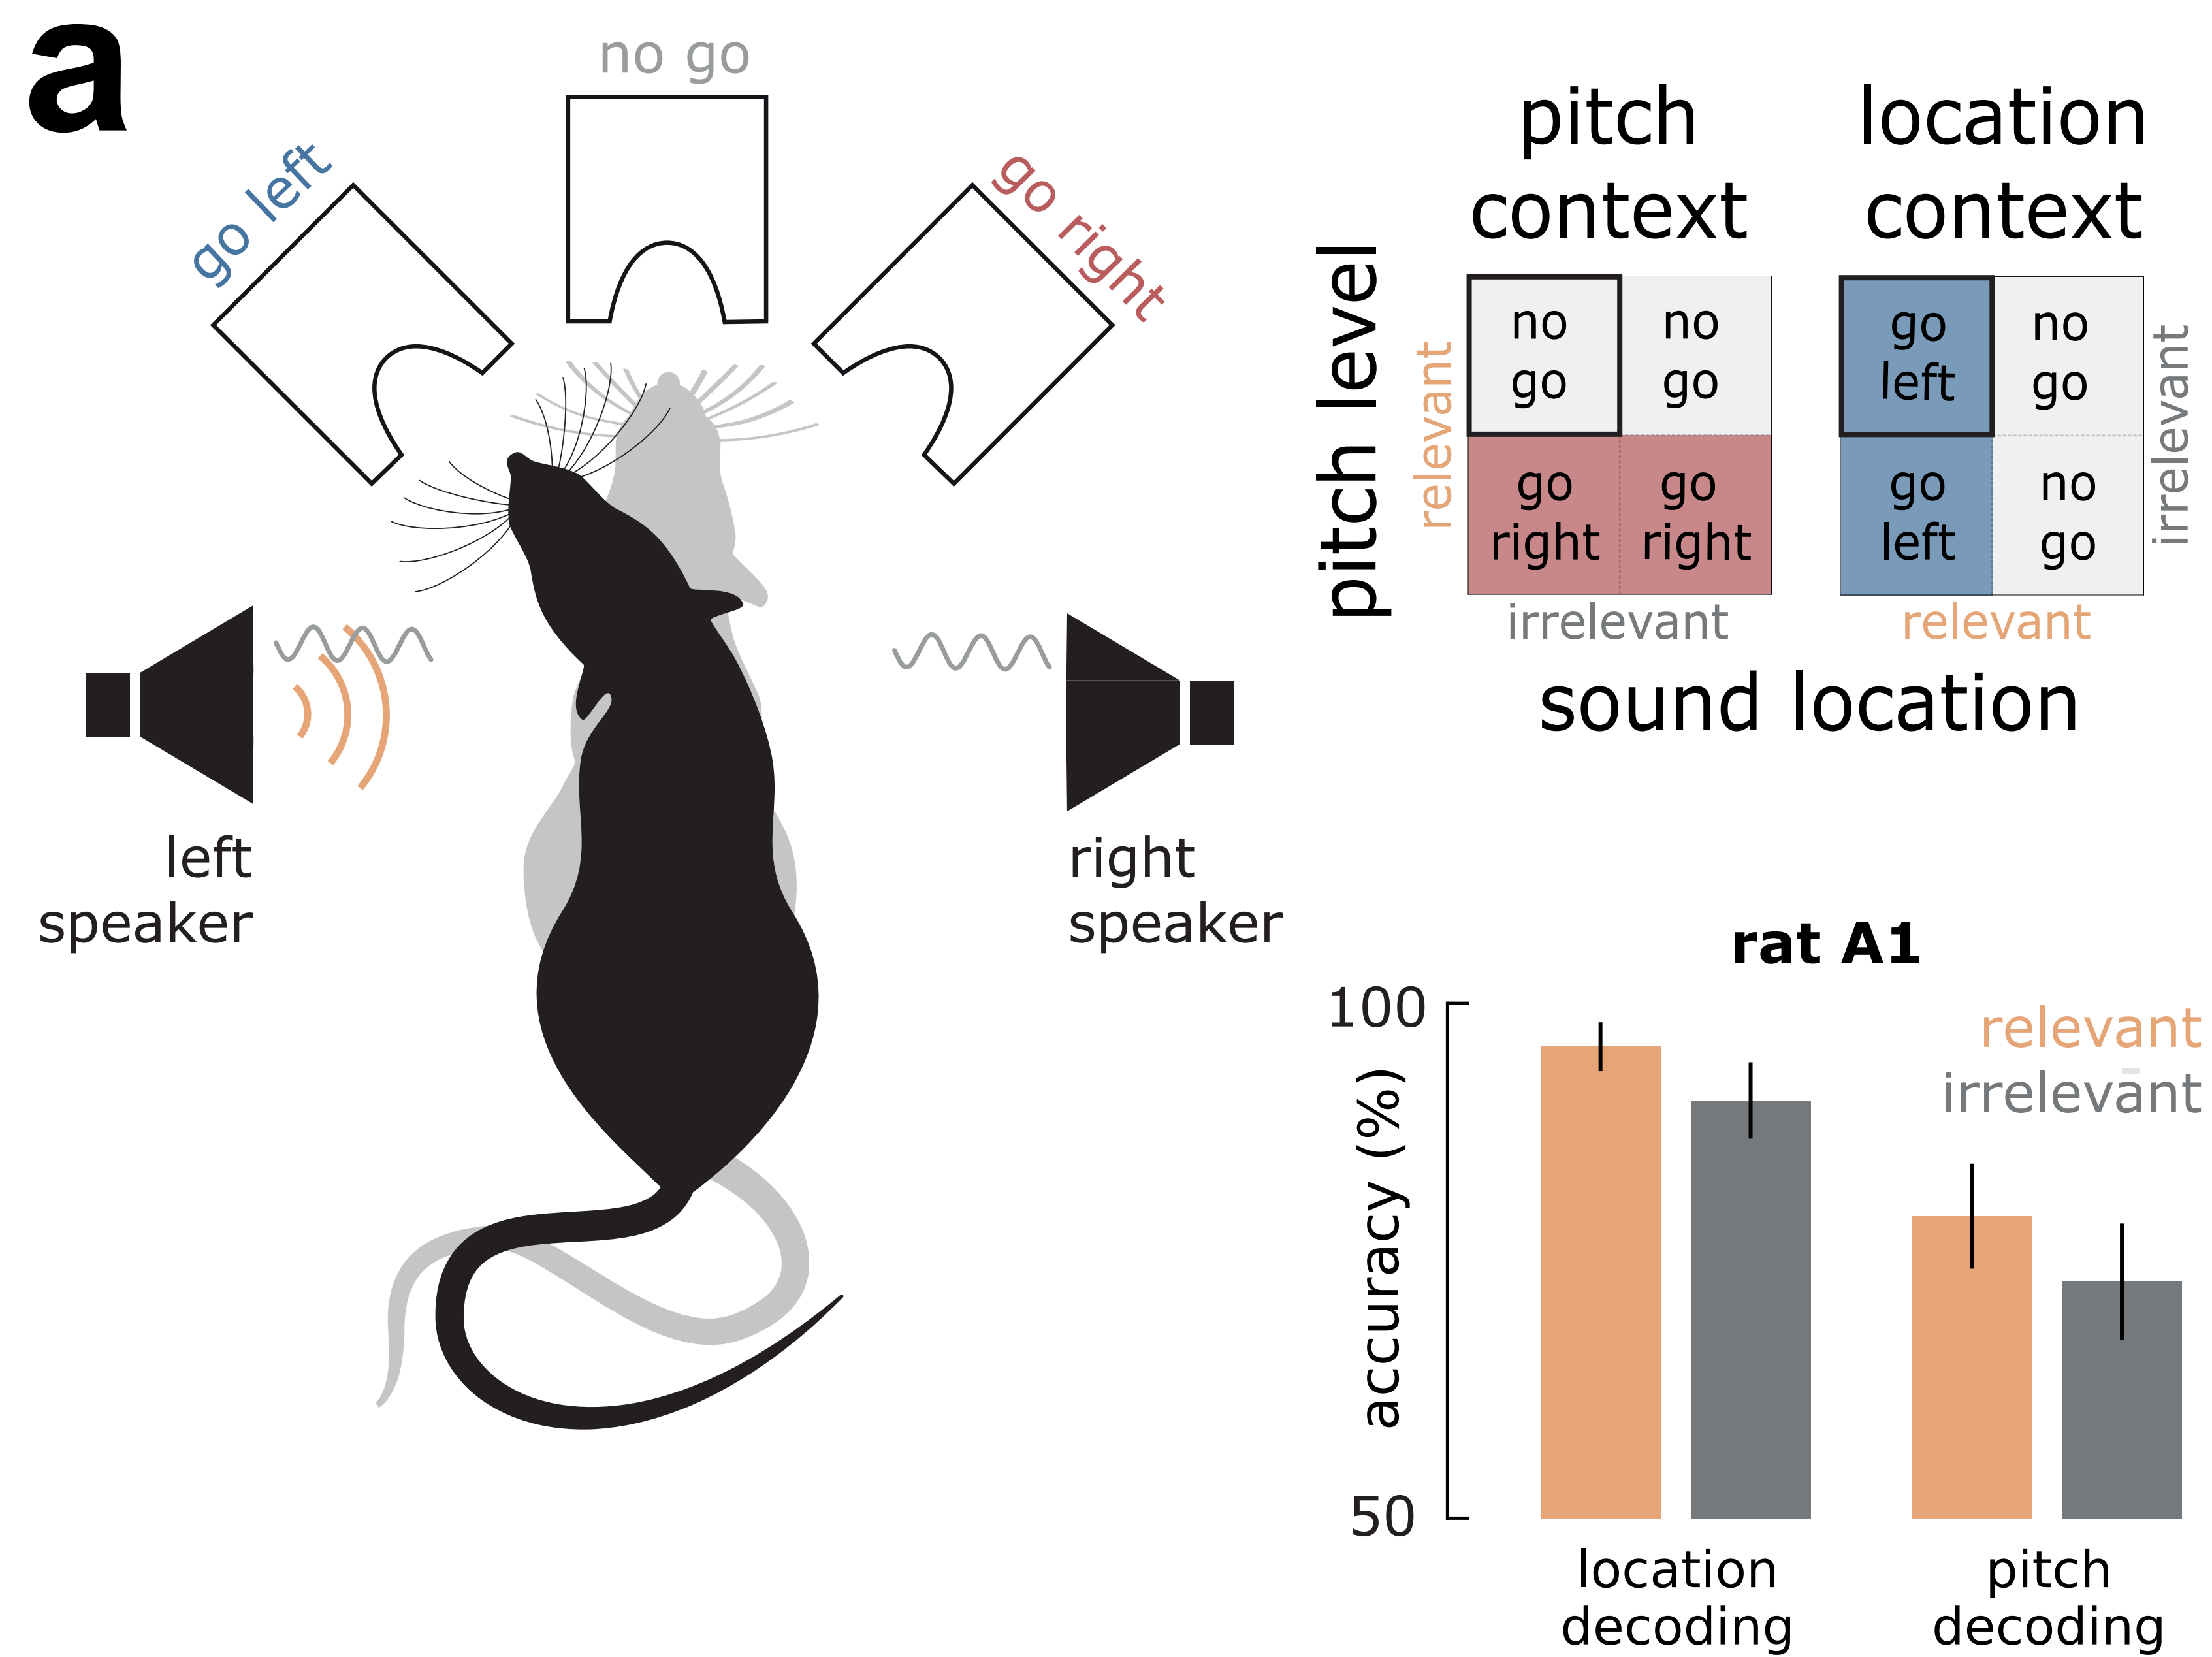 a
no go
go left
go right
left
speaker
right
speaker
pitch
context
location
context
pitch level
relevant
no
go
no
go
go
right
go
right
irrelevant
go
left
no
go
go
left
no
go
relevant
irrelevant
sound location
rat A1
relevant
irrelevant
accuracy (%)
100
50
location
decoding
pitch
decoding